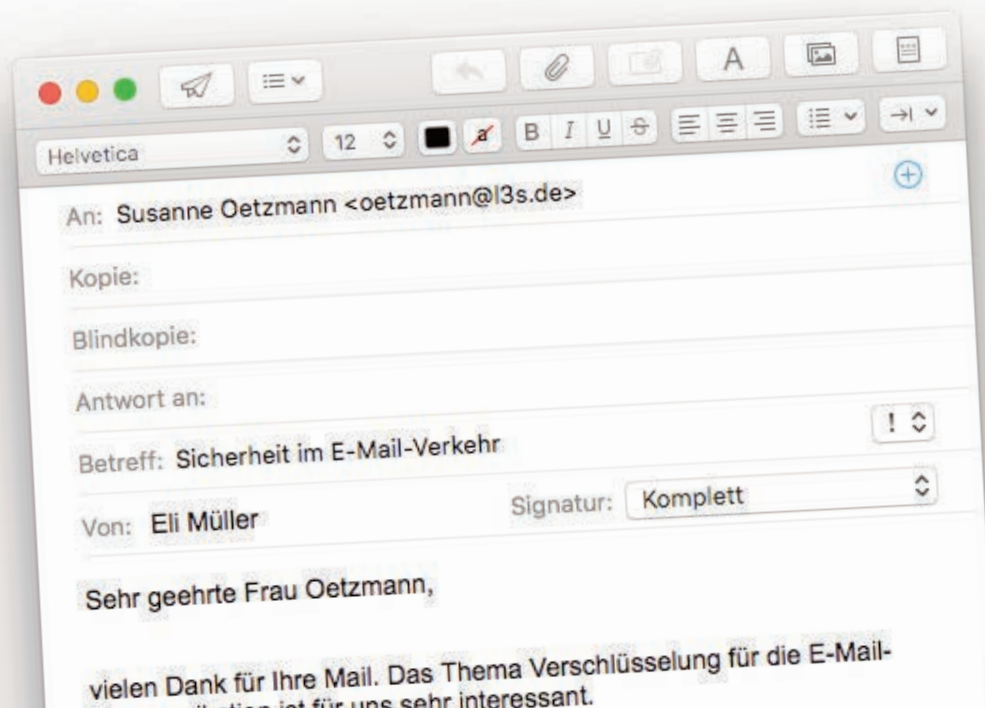 Helvetica
12
a
B I U S
A
An: Susanne Oetzmann <oetzmann@l3s.de>
Kopie:
Blindkopie:
Antwort an:
Betreff: Sicherheit im E-Mail-Verkehr
!
Von: Eli Müller
Signatur: Komplett
Sehr geehrte Frau Oetzmann,
vielen Dank für Ihre Mail. Das Thema Verschlüsselung für die E-Mail-
ist für uns sehr interessant.